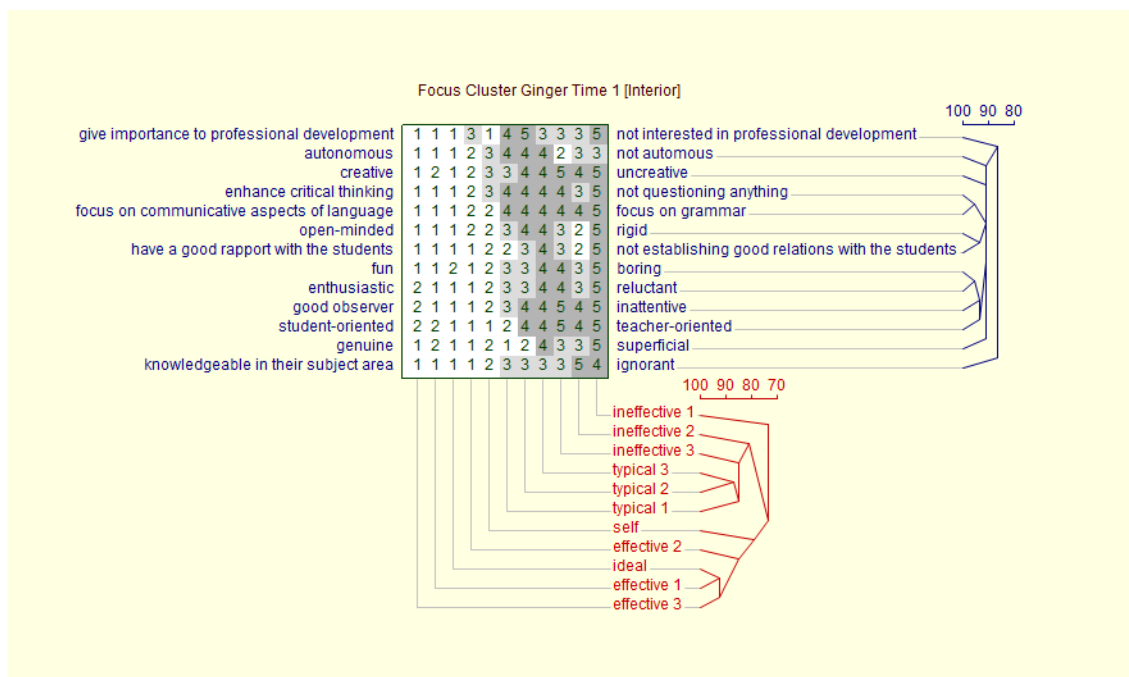 Focus Cluster Ginger Time 1 [Interior]
100 90 80
give importance to professional development 1 1 1 3 1 4 5 3 3 3 5 not interested in professional development
autonomous 1 1 1 2 3 4 4 4 2 3 3 not automous
creative 1 2 1 2 3 3 4 4 5 4 5 uncreative
enhance critical thinking 1 1 1 2 3 4 4 4 4 3 5 not questioning anything
focus on communicative aspects of language 1 1 1 2 2 4 4 4 4 4 5 focus on grammar
open-minded 1 1 1 2 2 3 4 4 3 2 5 rigid
have a good rapport with the students 1 1 1 1 2 2 3 4 3 2 5 not establishing good relations with the students
fun 1 1 2 1 2 3 3 4 4 3 5 boring
enthusiastic 2 1 1 1 2 3 3 4 4 3 5 reluctant
good observer 2 1 1 1 2 3 4 4 5 4 5 inattentive
student-oriented 2 2 1 1 1 2 4 4 5 4 5 teacher-oriented
genuine 1 2 1 1 2 1 2 4 3 3 5 superficial
knowledgeable in their subject area 1 1 1 1 2 3 3 3 3 5 4 ignorant
100 90 80 70
ineffective 1
ineffective 2
ineffective 3
typical 3
typical 2
typical 1
self
effective 2
ideal
effective 1
effective 3